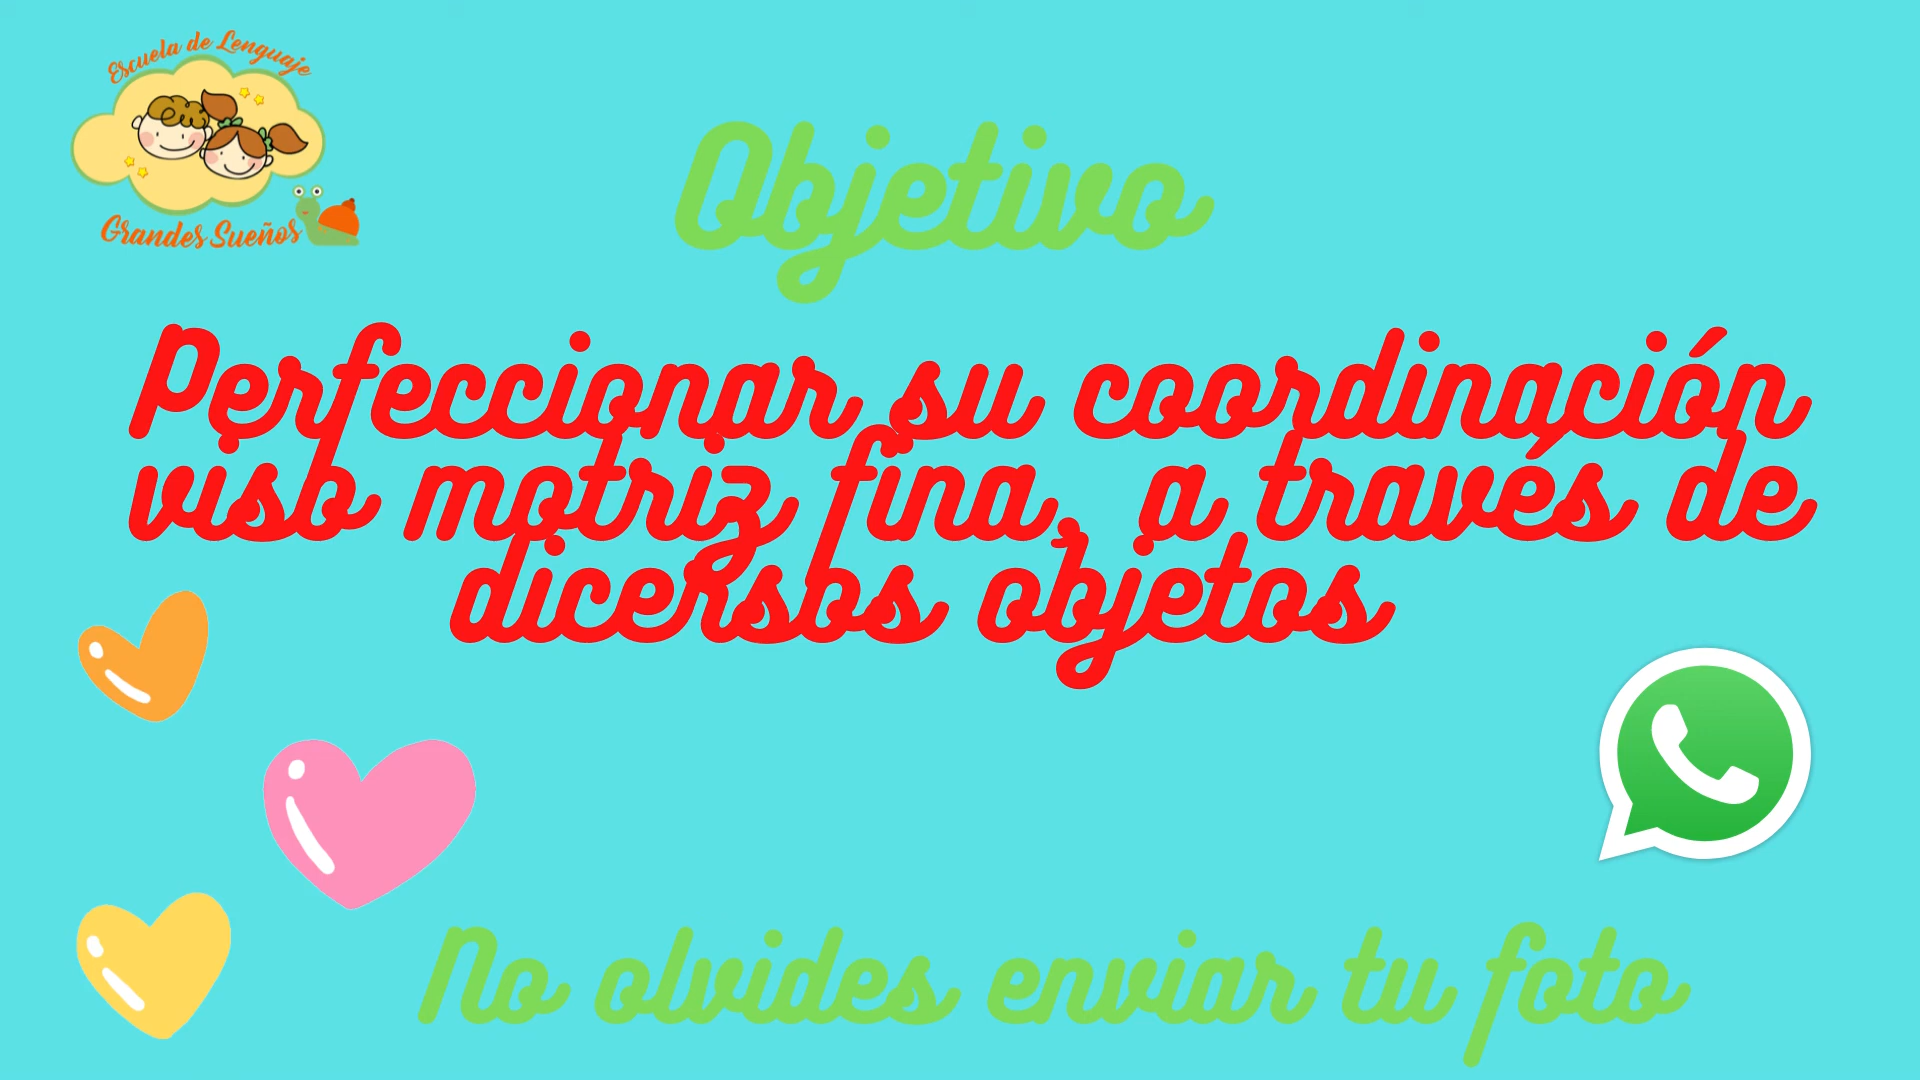 Escuela de Lenguaje
Grandes Sueños
Objetivo
Perfeccionar su coordinación
viso motriz fina, a través de
dicersos objetos
No olvides enviar tu foto